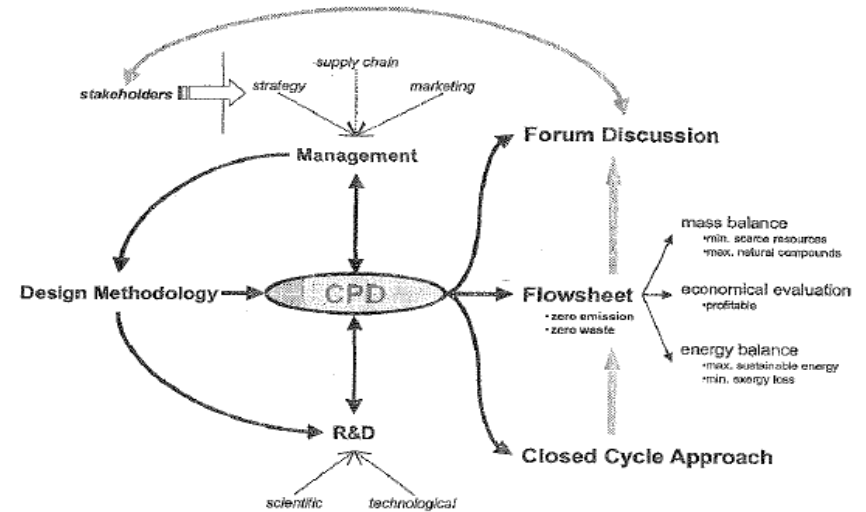 supply chain
stakeholders
strategy
marketing
Forum Discussion
Management
mass balance
•min. scarce resources
•max. natural compounds
Design Methodology
CPD
Flowsheet
•zero emission
•zero waste
economical evaluation
•profitable
energy balance
•max. sustainable energy
•min. exergy loss
R&D
Closed Cycle Approach
scientific
technological